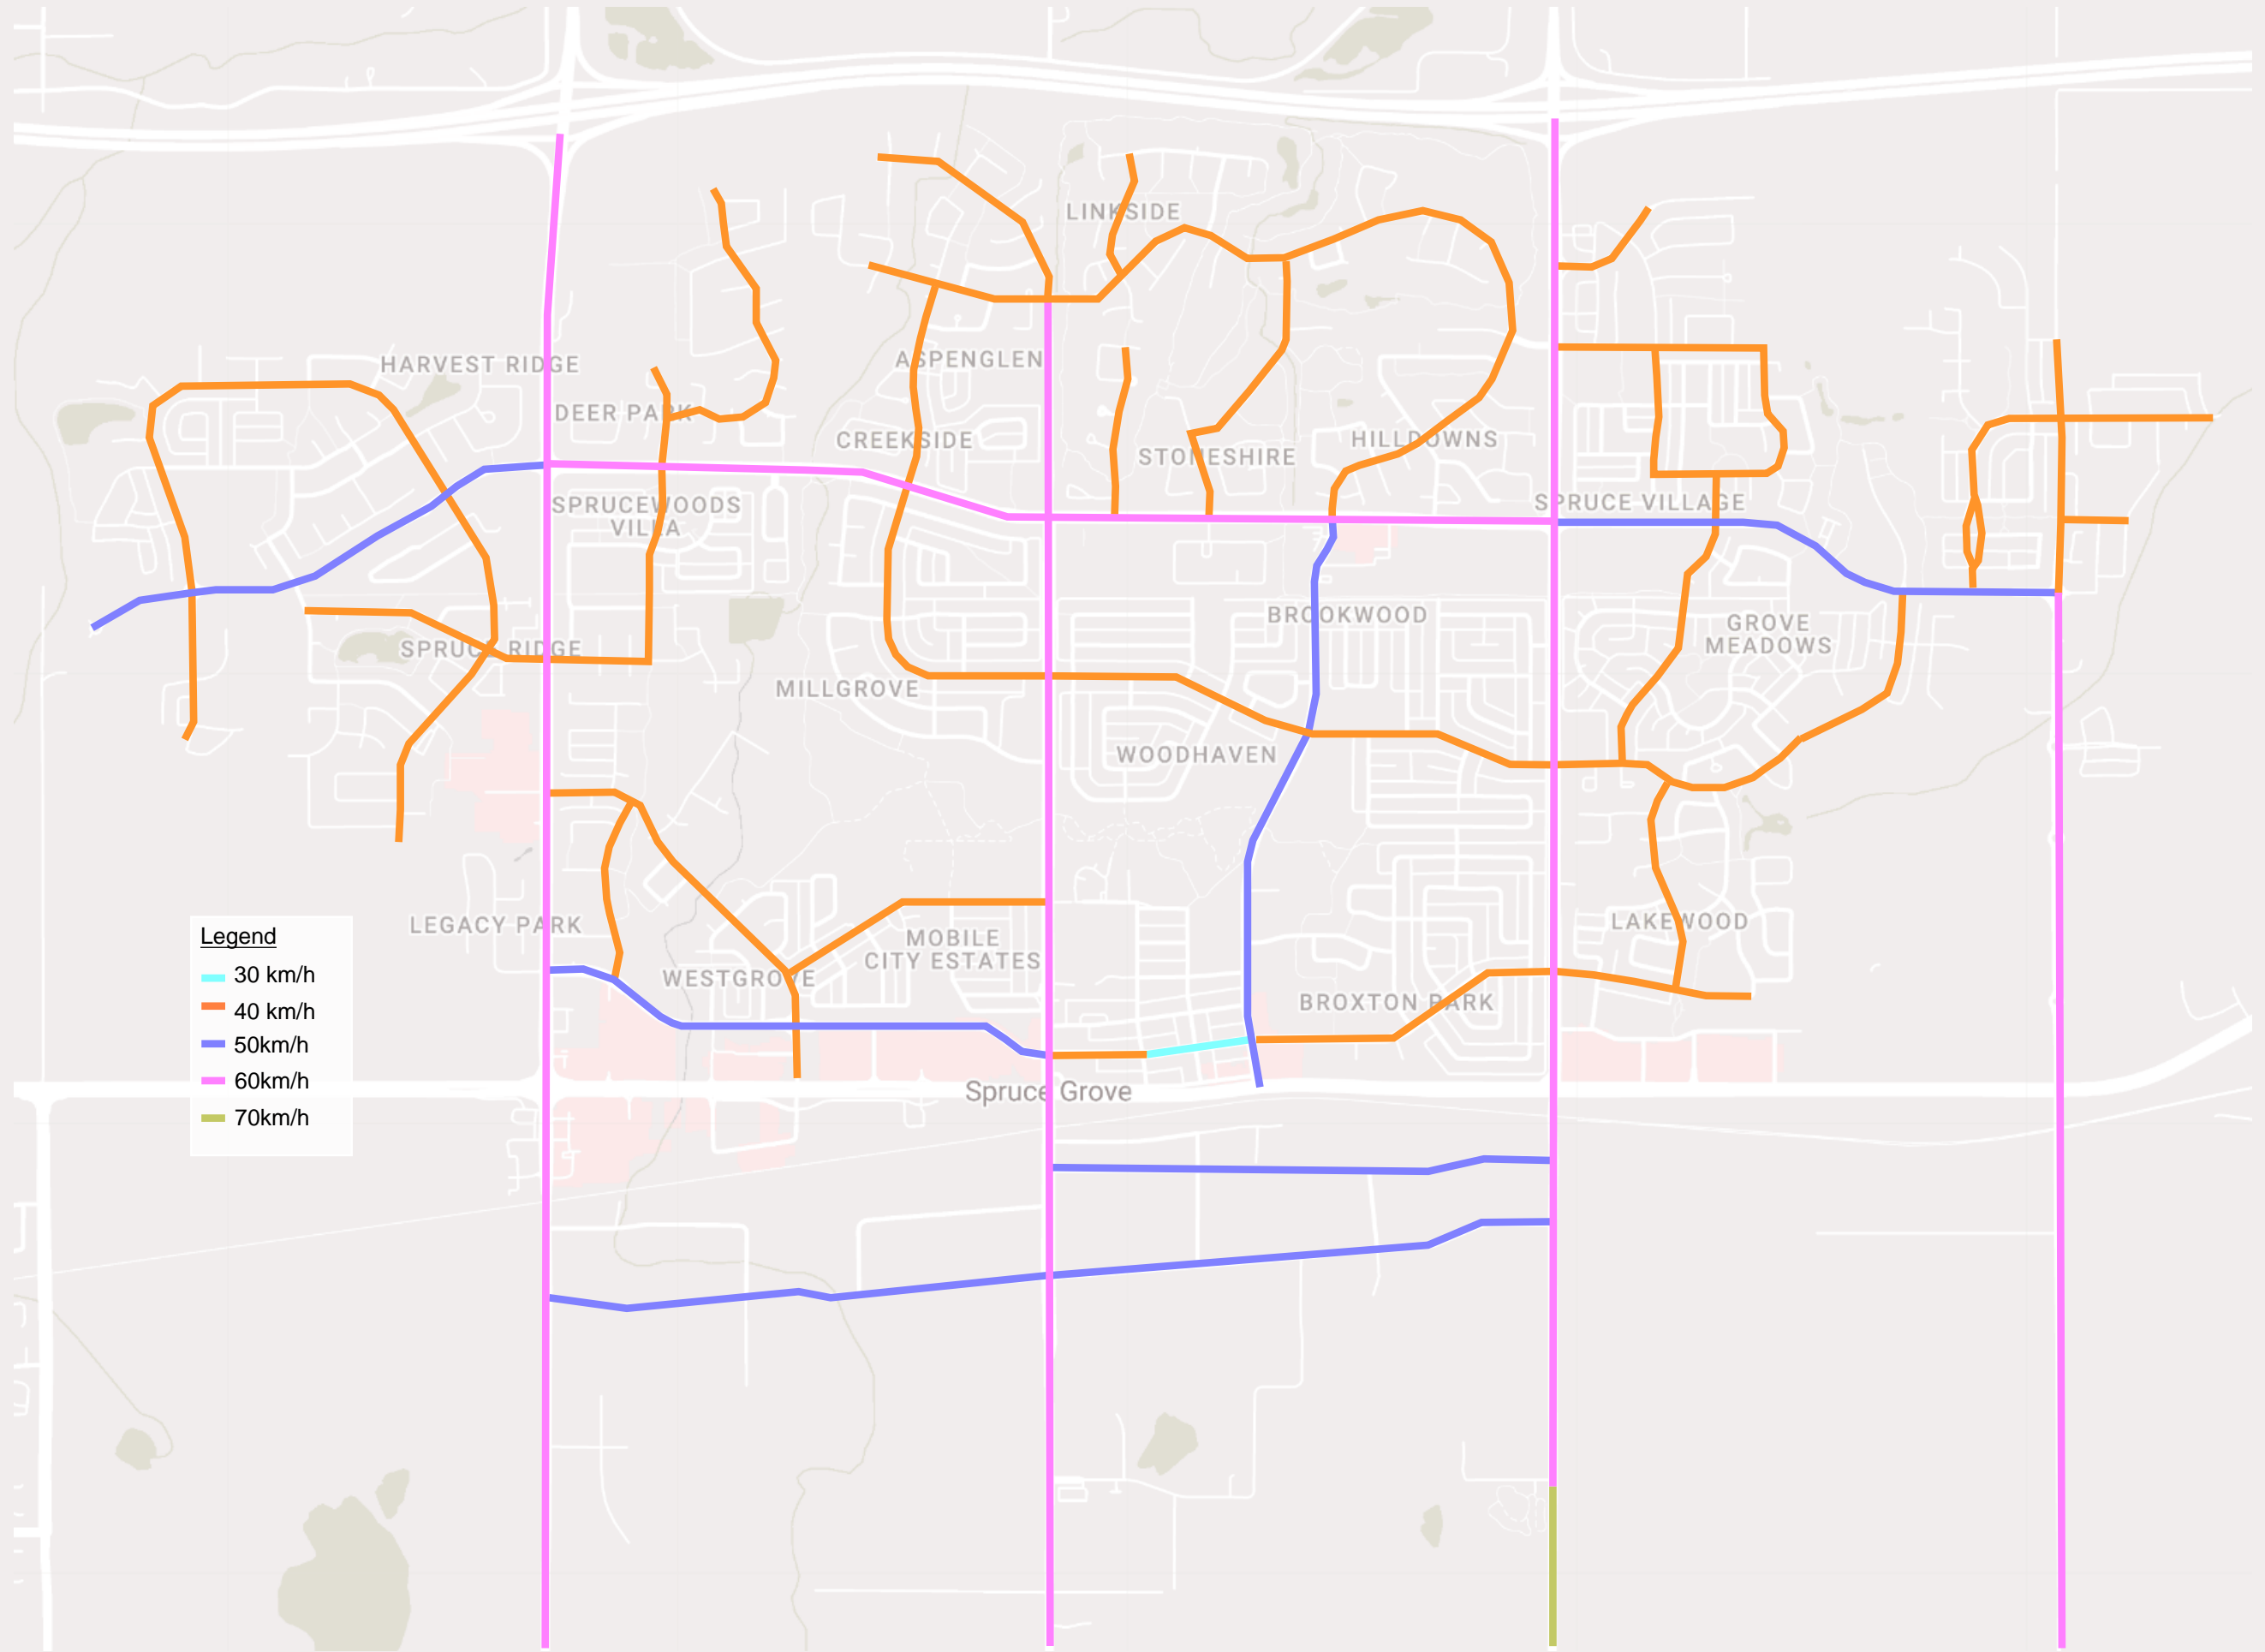 LINKSIDE
HARVEST RIDGE
ASPENGLEN
DEER PARK
CREEKSIDE
HILLDOWNS
STONESHIRE
SPRUCEWOODS
VILLA
SPRUCE VILLAGE
BROOKWOOD
GROVE
MEADOWS
SPRUCE RIDGE
MILLGROVE
WOODHAVEN
LEGACY PARK
LAKEWOOD
MOBILE
CITY ESTATES
WESTGROVE
BROXTON PARK
Spruce Grove
Legend
30 km/h
40 km/h
50km/h
60km/h
70km/h